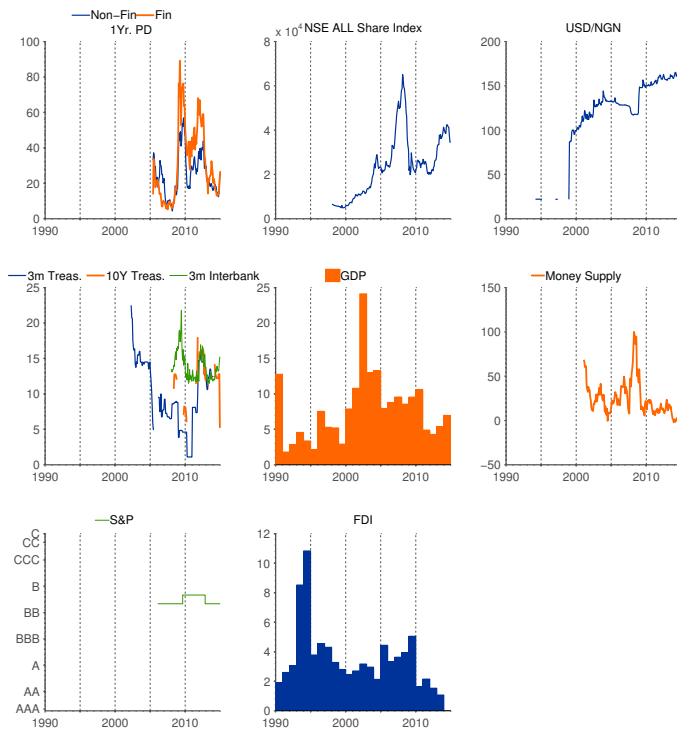 Non−Fin Fin
1Yr. PD
100
80
60
40
20
0
1990 2000 2010
x 10^4 NSE ALL Share Index
8
6
4
2
0
1990 2000 2010
USD/NGN
200
150
100
50
0
1990 2000 2010
3m Treas. 10Y Treas. 3m Interbank
25
20
15
10
5
0
1990 2000 2010
GDP
25
20
15
10
5
0
1990 2000 2010
Money Supply
150
100
50
0
−50
1990 2000 2010
S&P
C
CC
CCC
B
BB
BBB
A
AA
AAA
1990 2000 2010
FDI
12
10
8
6
4
2
0
1990 2000 2010